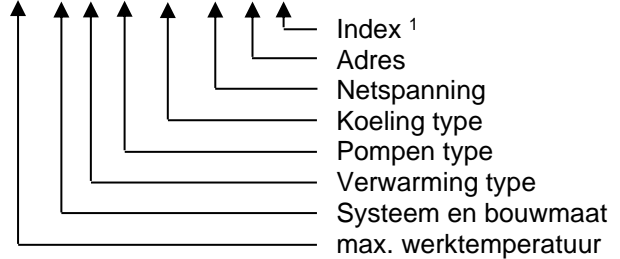 Index ¹
Adres
Netspanning
Koeling type
Pompen type
Verwarming type
Systeem en bouwmaat
max. werktemperatuur